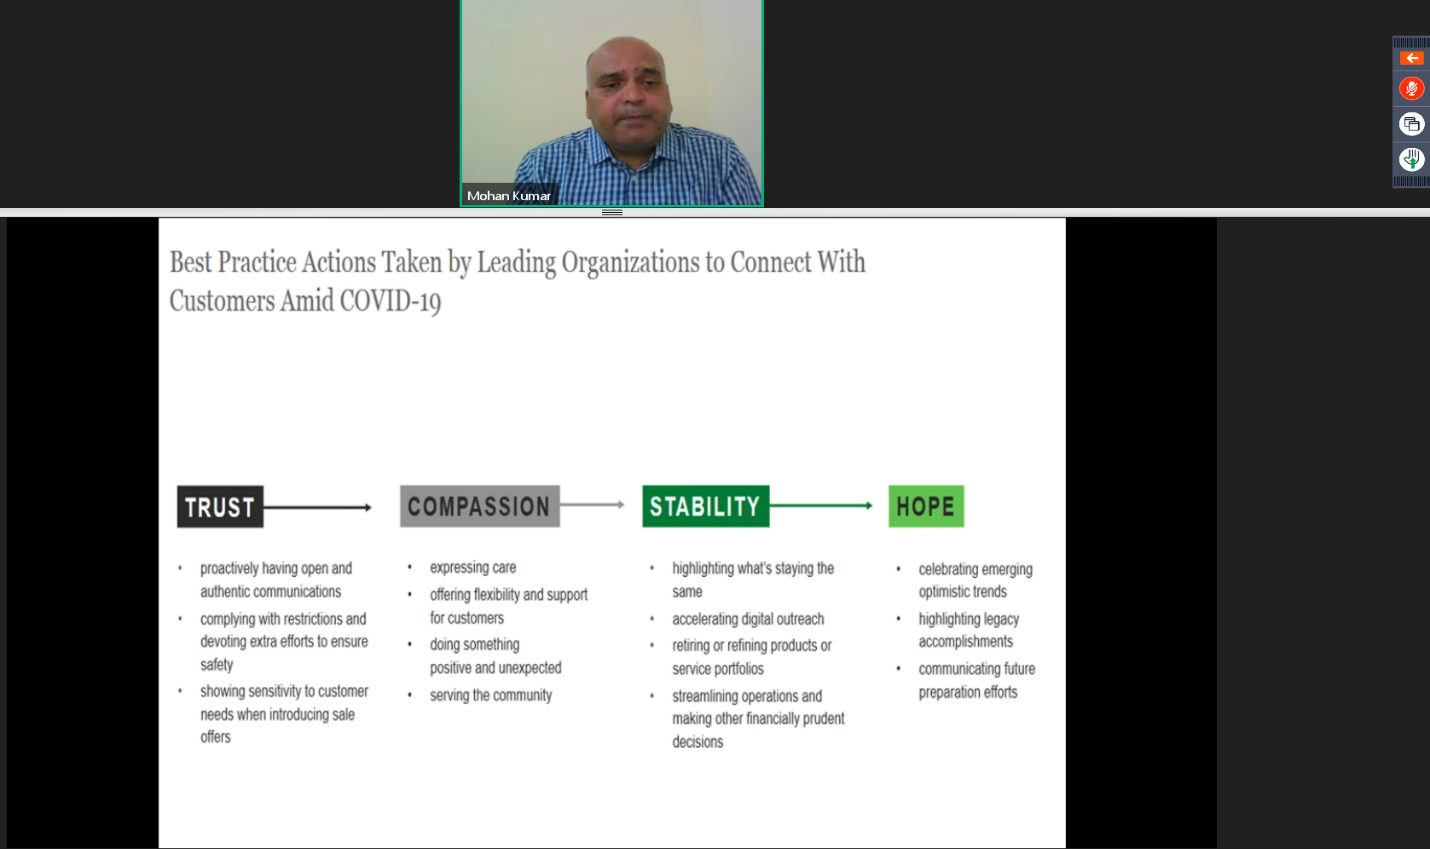 Mohan Kumar
Best Practice Actions Taken by Leading Organizations to Connect With
Customers Amid COVID-19
TRUST
• proactively having open and
authentic communications
• complying with restrictions and
devoting extra efforts to ensure
safety
• showing sensitivity to customer
needs when introducing sale
offers
COMPASSION
• expressing care
• offering flexibility and support
for customers
• doing something
positive and unexpected
• serving the community
STABILITY
• highlighting what's staying the
same
• accelerating digital outreach
• retiring or refining products or
service portfolios
• streamlining operations and
making other financially prudent
decisions
HOPE
• celebrating emerging
optimistic trends
• highlighting legacy
accomplishments
• communicating future
preparation efforts